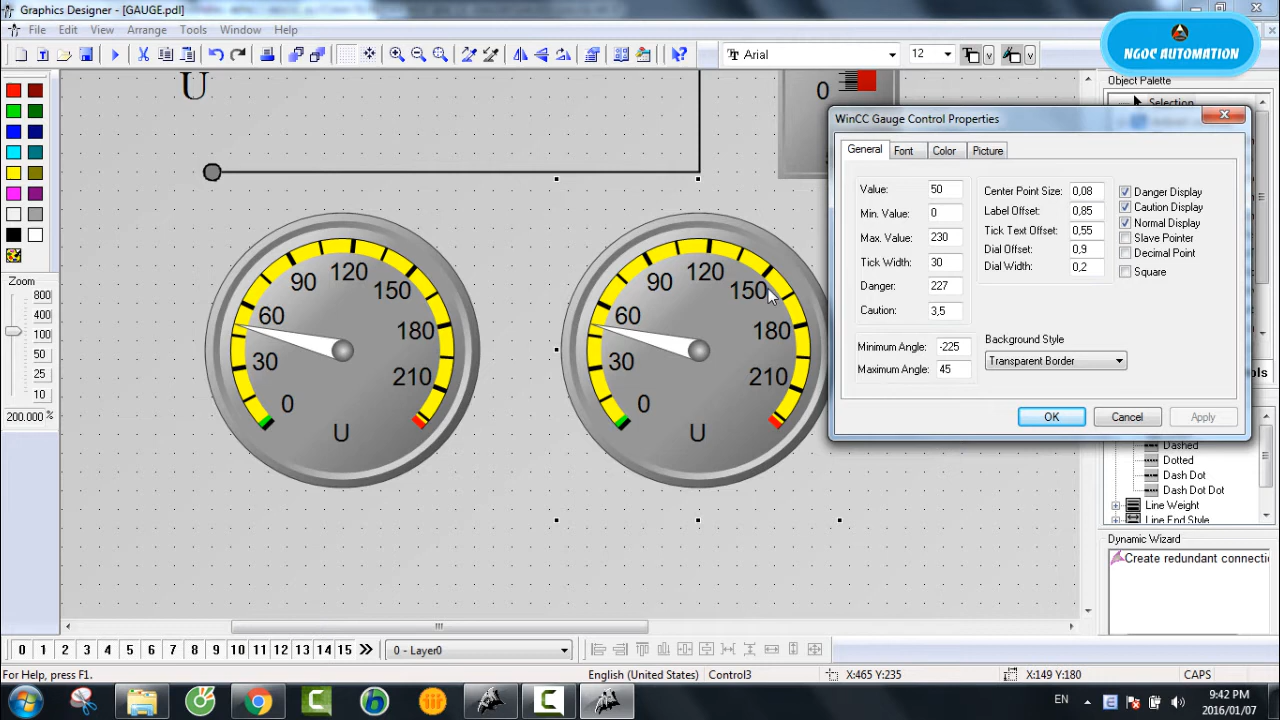 Graphics Designer - [GAUGE.pdl]
File Edit View Arrange Tools Window Help
NGOC AUTOMATION
Arial
12
Object Palette
Selection
U
0
WinCC Gauge Control Properties
General Font Color Picture
Value: 50
Min. Value: 0
Max. Value: 230
Tick Width: 30
Danger: 227
Caution: 3,5
Minimum Angle: -225
Maximum Angle: 45
Center Point Size: 0,08
Label Offset: 0,85
Tick Text Offset: 0,55
Dial Offset: 0,9
Dial Width: 0,2
Danger Display
Caution Display
Normal Display
Slave Pointer
Decimal Point
Square
Background Style
Transparent Border
OK Cancel Apply
Zoom
800
400
100
50
25
10
200.000 %
0 30 60 90 120 150 180 210
U
0 30 60 90 120 150 180 210
U
Dashed
Dotted
Dash Dot
Dash Dot Dot
Line Weight
Line End Style
Dynamic Wizard
Create redundant connecti
0 1 2 3 4 5 6 7 8 9 10 11 12 13 14 15
0 - Layer0
For Help, press F1.
English (United States)
Control3
X:465 Y:235
X:149 Y:180
CAPS
EN
9:42 PM
2016/01/07